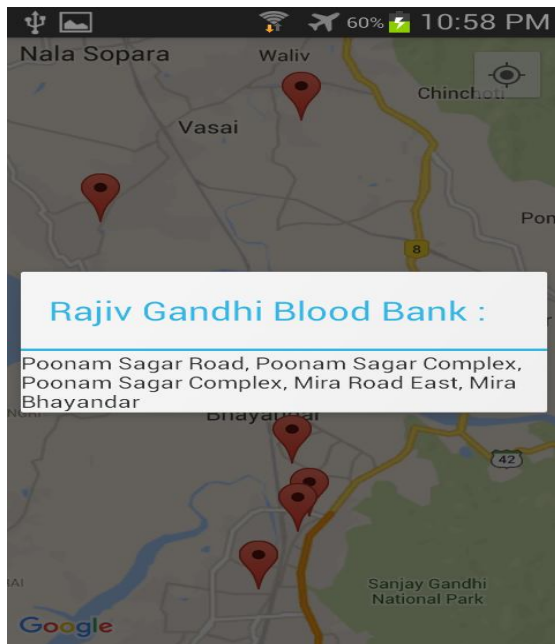 60% 10:58 PM
Nala Sopara
Waliv
Chinchoti
Vasai
Pon
8
Rajiv Gandhi Blood Bank :
Poonam Sagar Road, Poonam Sagar Complex,
Poonam Sagar Complex, Mira Road East, Mira
Bhayandar
Bhayandar
42
Sanjay Gandhi
National Park
Google